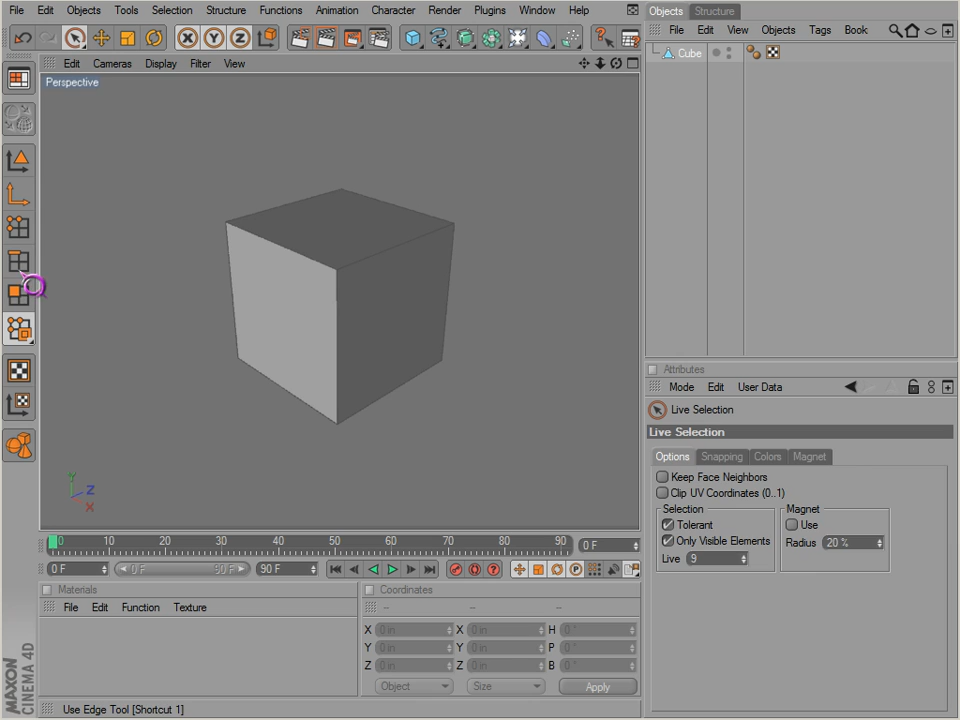 File Edit Objects Tools Selection Structure Functions Animation Character Reader Plugins Window Help
Objects Structure
File Edit View Objects Tags Book
Edit Cameras Display Filter View
Cube
Perspective
X Y Z
Y
Z
X
Attributes
Mode Edit User Data
Live Selection
Live Selection
Options Snapping Colors Magnet
Keep Face Neighbors
Clip UV Coordinates (0..1)
Selection Magnet
Tolerant Use
Only Visible Elements Radius 20 %
Live 9
0 10 20 30 40 50 60 70 80 90 0 F
0 F 0 F 90 F 90 F
Materials
File Edit Function Texture
Coordinates
-- -- --
X 0 in X 0 in H 0 °
Y 0 in Y 0 in P 0 °
Z 0 in Z 0 in B 0 °
Object Size Apply
MAXON
CINEMA 4D
Use Edge Tool [Shortcut 1]